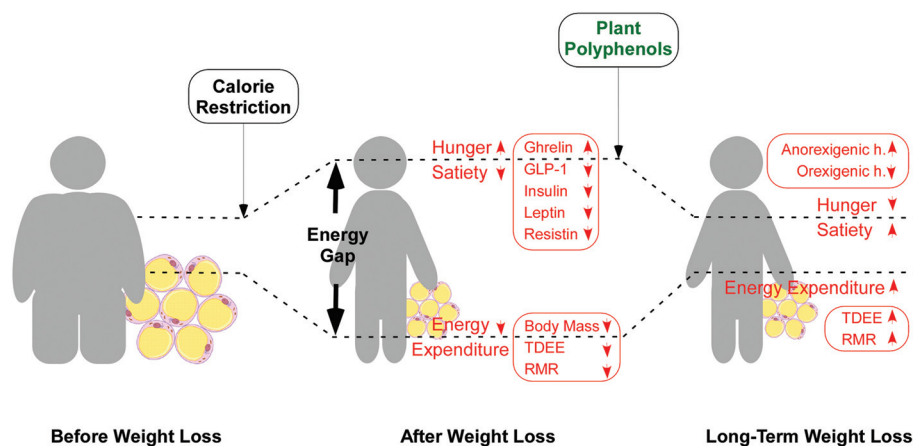 Plant
Polyphenols
Calorie
Restriction
Hunger
Satiety
Ghrelin
GLP-1
Insulin
Leptin
Resistin
Anorexigenic h.
Orexigenic h.
Hunger
Satiety
Energy
Gap
Energy Expenditure
Energy
Expenditure
Body Mass
TDEE
RMR
TDEE
RMR
Before Weight Loss
After Weight Loss
Long-Term Weight Loss